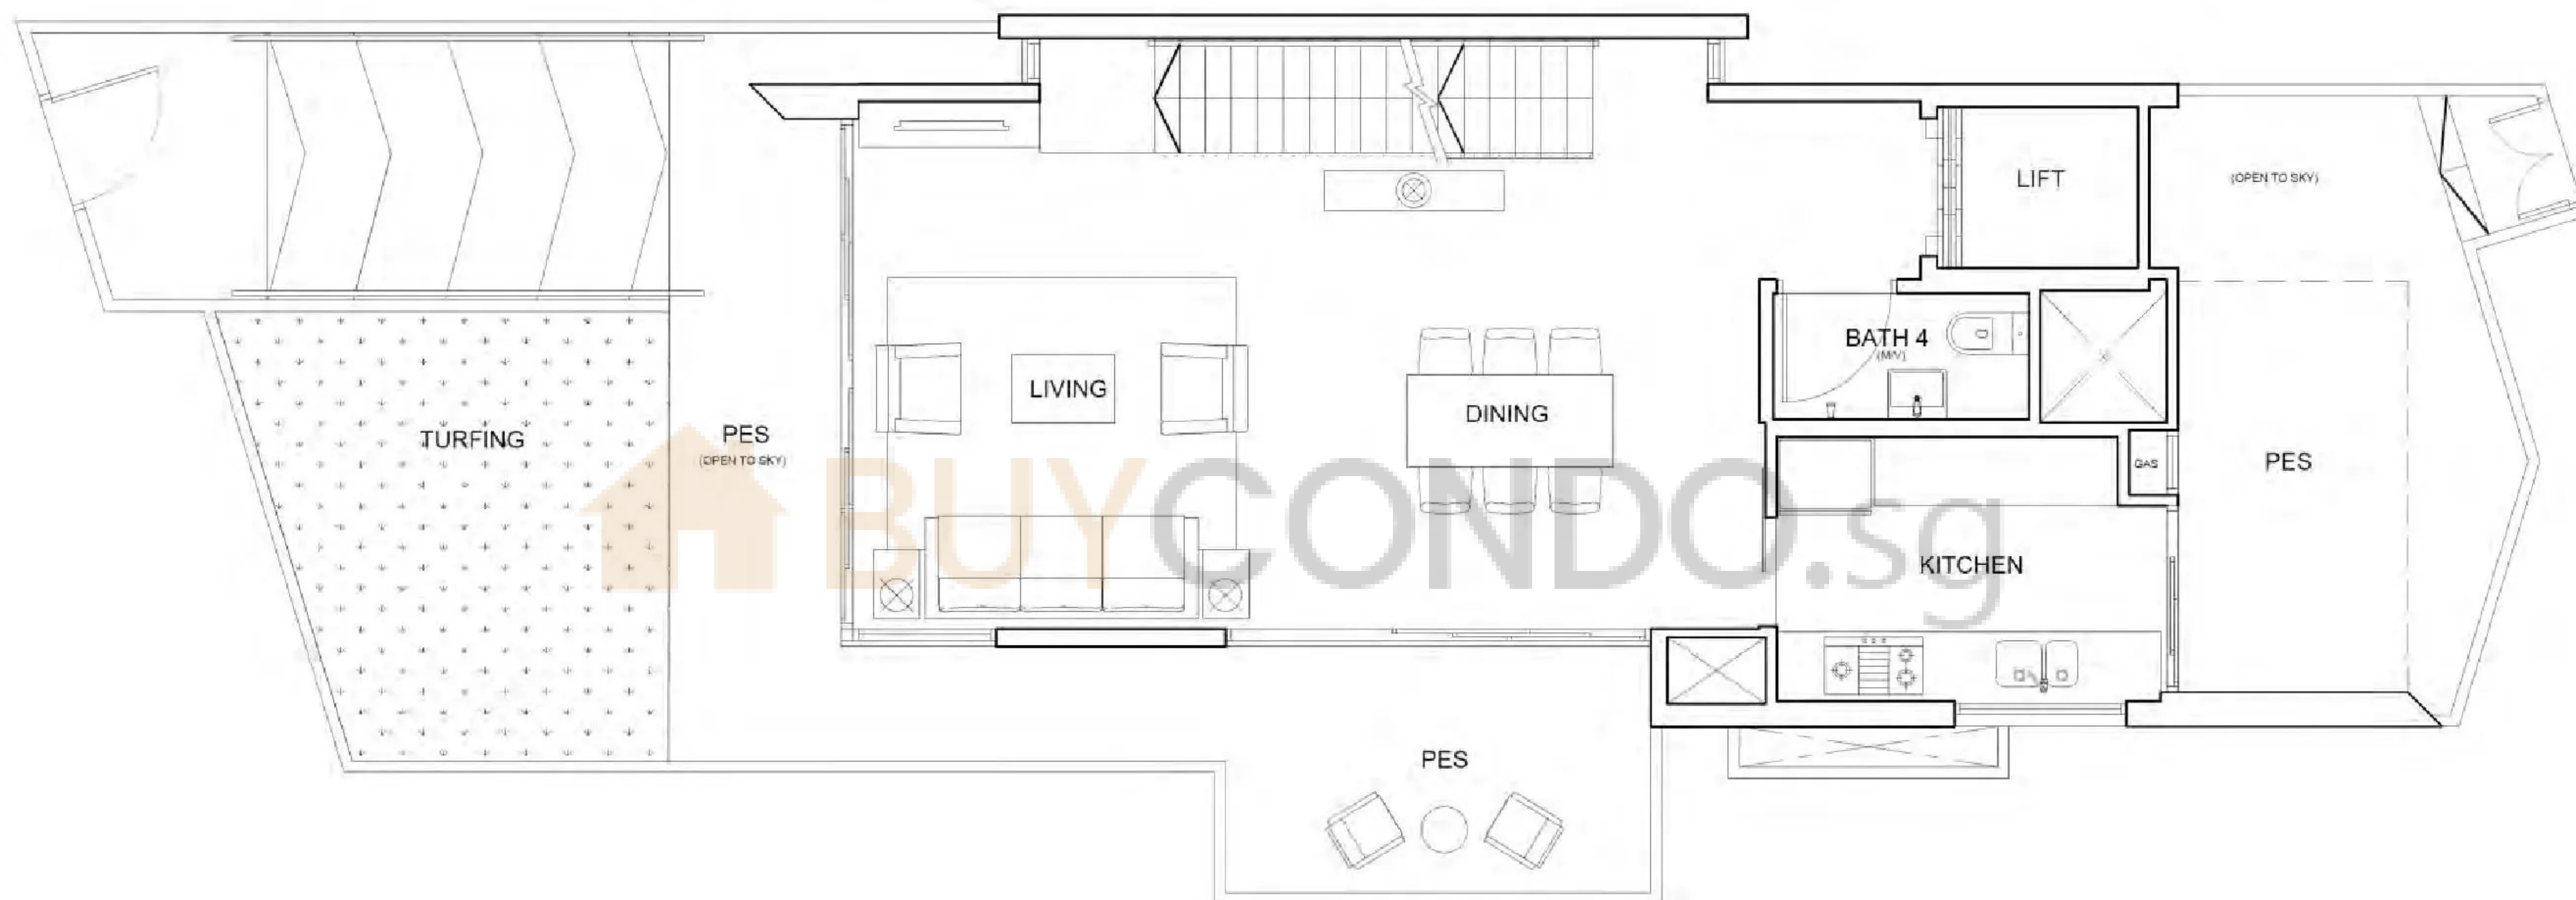 LIFT
(OPEN TO SKY)
BATH 4
(M/V)
LIVING
DINING
TURFING
PES
(OPEN TO SKY)
GAS
PES
BUYCONDO.sg
KITCHEN
PES